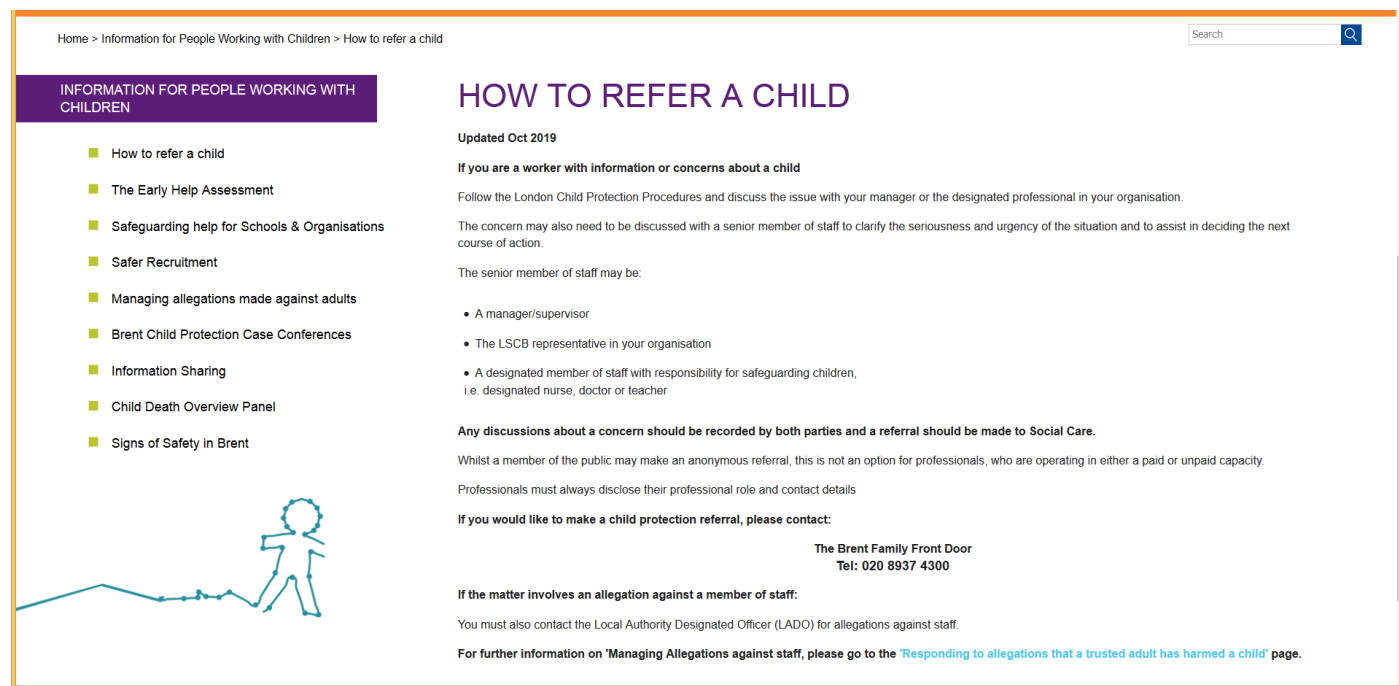 Home > Information for People Working with Children > How to refer a child
Search
INFORMATION FOR PEOPLE WORKING WITH
CHILDREN
How to refer a child
The Early Help Assessment
Safeguarding help for Schools & Organisations
Safer Recruitment
Managing allegations made against adults
Brent Child Protection Case Conferences
Information Sharing
Child Death Overview Panel
Signs of Safety in Brent
HOW TO REFER A CHILD
Updated Oct 2019
If you are a worker with information or concerns about a child
Follow the London Child Protection Procedures and discuss the issue with your manager or the designated professional in your organisation.
The concern may also need to be discussed with a senior member of staff to clarify the seriousness and urgency of the situation and to assist in deciding the next
course of action.
The senior member of staff may be:
• A manager/supervisor
• The LSCB representative in your organisation
• A designated member of staff with responsibility for safeguarding children,
i.e. designated nurse, doctor or teacher
Any discussions about a concern should be recorded by both parties and a referral should be made to Social Care.
Whilst a member of the public may make an anonymous referral, this is not an option for professionals, who are operating in either a paid or unpaid capacity.
Professionals must always disclose their professional role and contact details
If you would like to make a child protection referral, please contact:
The Brent Family Front Door
Tel: 020 8937 4300
If the matter involves an allegation against a member of staff:
You must also contact the Local Authority Designated Officer (LADO) for allegations against staff.
For further information on 'Managing Allegations against staff, please go to the 'Responding to allegations that a trusted adult has harmed a child' page.